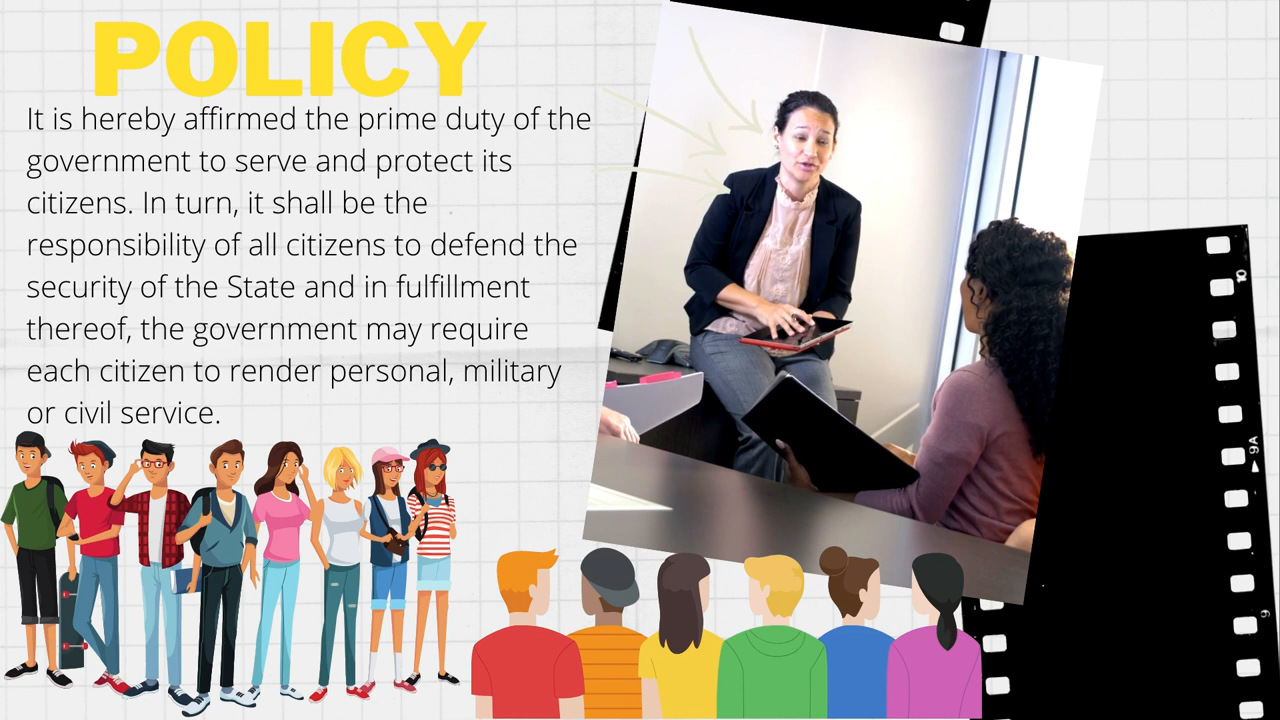 POLICY
It is hereby affirmed the prime duty of the
government to serve and protect its
citizens. In turn, it shall be the
responsibility of all citizens to defend the
security of the State and in fulfillment
thereof, the government may require
each citizen to render personal, military
or civil service.
9A
9